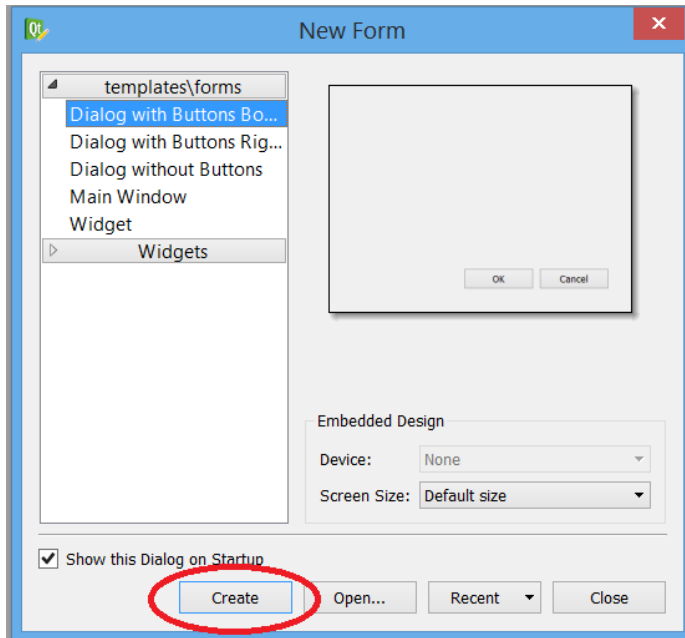 Qt
New Form
templates\forms
Dialog with Buttons Bo...
Dialog with Buttons Rig...
Dialog without Buttons
Main Window
Widget
Widgets
OK Cancel
Embedded Design
Device: None
Screen Size: Default size
Show this Dialog on Startup
Create Open... Recent Close